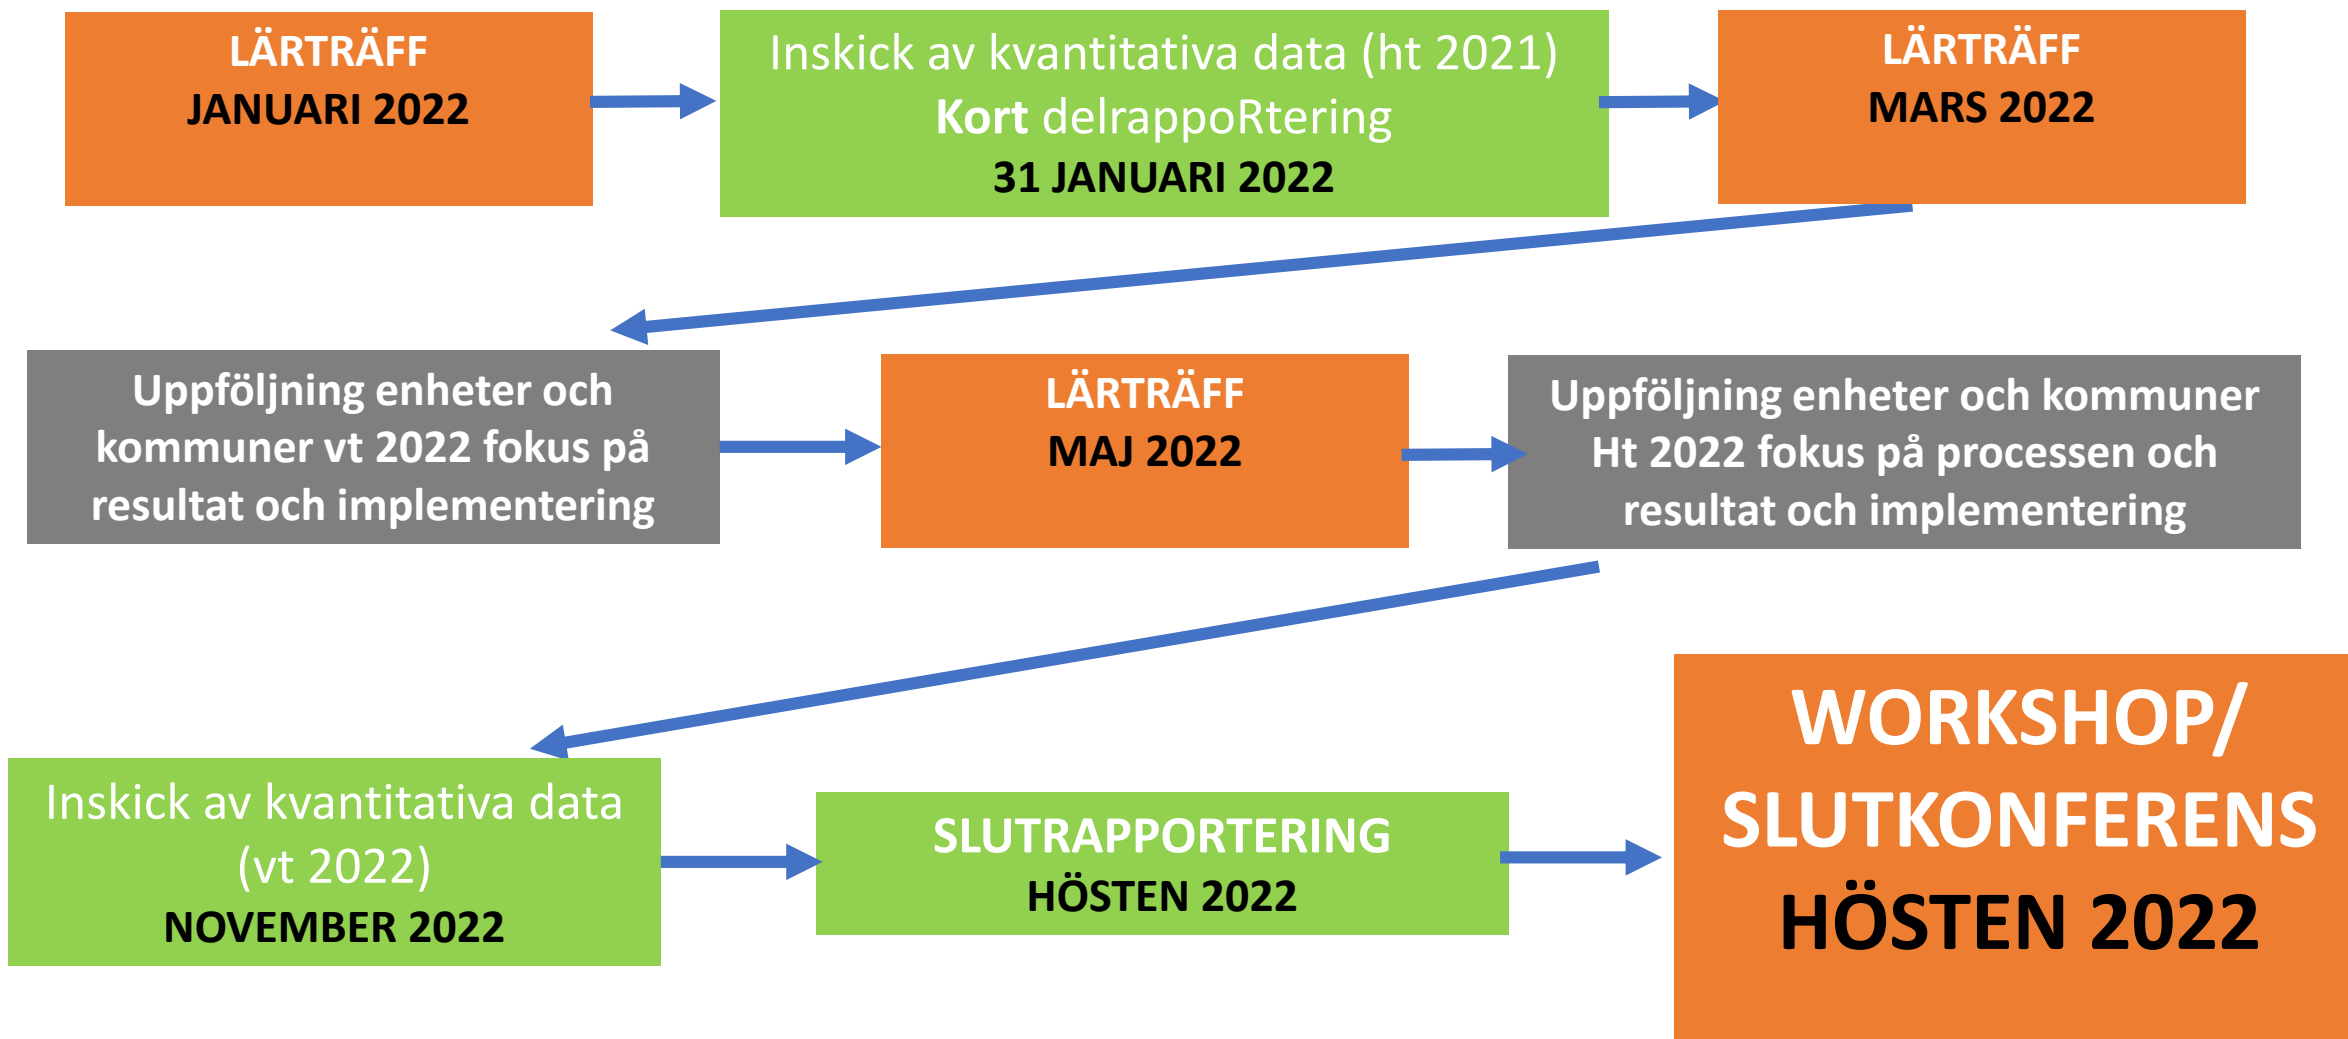 LÄRTRÄFF
JANUARI 2022
Inskick av kvantitativa data (ht 2021)
Kort delrappoRtering
31 JANUARI 2022
LÄRTRÄFF
MARS 2022
Uppföljning enheter och
kommuner vt 2022 fokus på
resultat och implementering
LÄRTRÄFF
MAJ 2022
Uppföljning enheter och kommuner
Ht 2022 fokus på processen och
resultat och implementering
Inskick av kvantitativa data
(vt 2022)
NOVEMBER 2022
SLUTRAPPORTERING
HÖSTEN 2022
WORKSHOP/
SLUTKONFERENS
HÖSTEN 2022